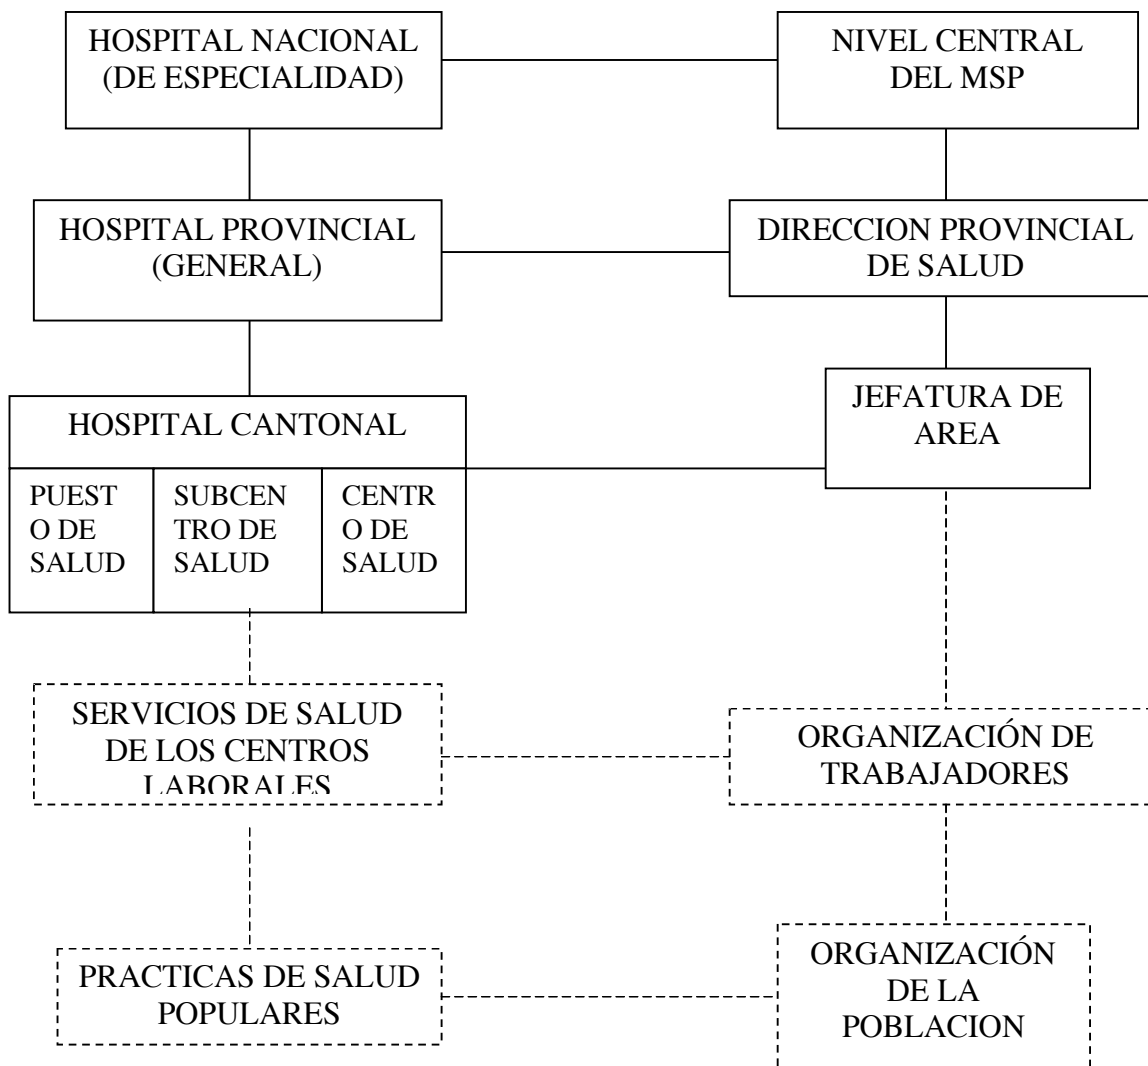 HOSPITAL NACIONAL
(DE ESPECIALIDAD)
NIVEL CENTRAL
DEL MSP
HOSPITAL PROVINCIAL
(GENERAL)
DIRECCION PROVINCIAL
DE SALUD
HOSPITAL CANTONAL
JEFATURA DE
AREA
PUEST
O DE
SALUD
SUBCEN
TRO DE
SALUD
CENTR
O DE
SALUD
SERVICIOS DE SALUD
DE LOS CENTROS
LABORALES
ORGANIZACIÓN DE
TRABAJADORES
PRACTICAS DE SALUD
POPULARES
ORGANIZACIÓN
DE LA
POBLACION